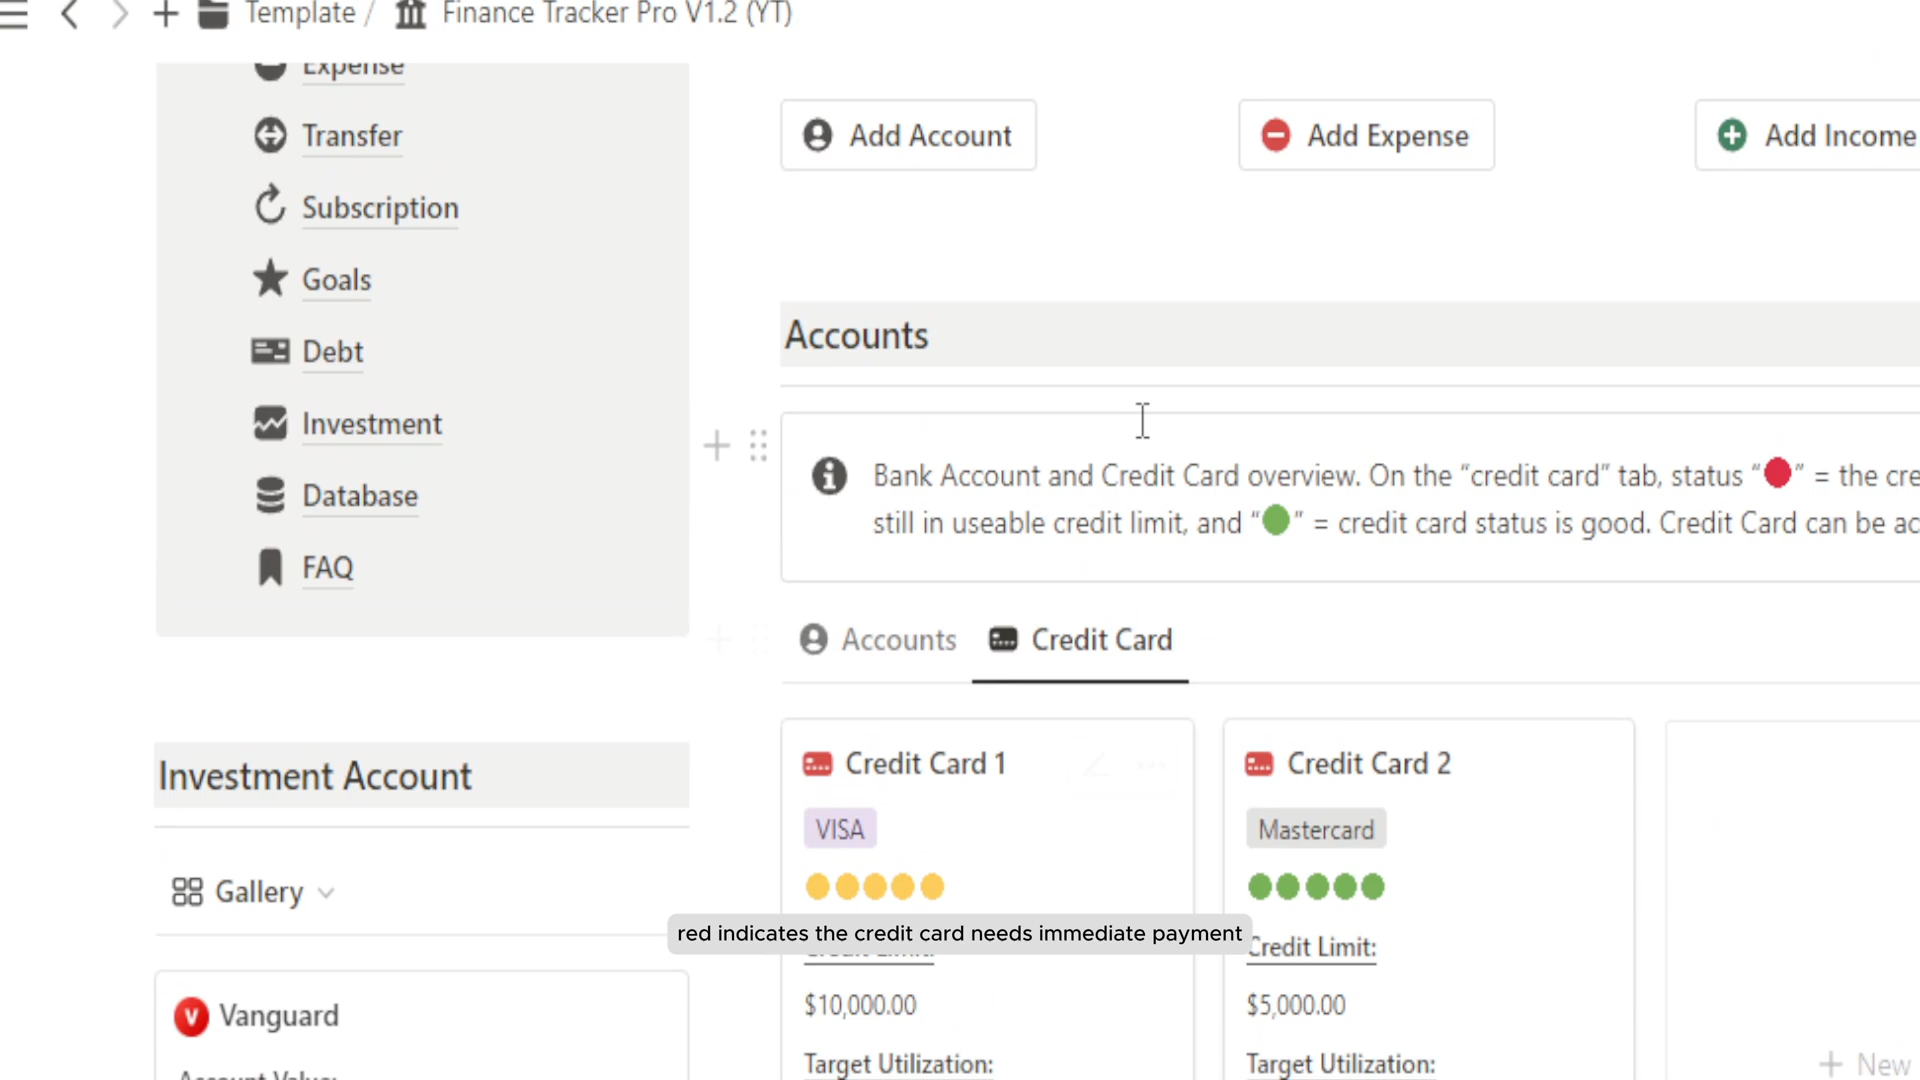 Template / Finance Tracker Pro V1.2 (YT)
Expense
Transfer
Subscription
Goals
Debt
Investment
Database
FAQ
Add Account
Add Expense
Add Income
Accounts
Bank Account and Credit Card overview. On the “credit card” tab, status “🔴” = the cre
still in useable credit limit, and “🟢” = credit card status is good. Credit Card can be ac
Accounts
Credit Card
Investment Account
Gallery
Vanguard
Account Value:
Credit Card 1
VISA
Credit Limit:
$10,000.00
Target Utilization:
Credit Card 2
Mastercard
Credit Limit:
$5,000.00
Target Utilization:
+ New
red indicates the credit card needs immediate payment